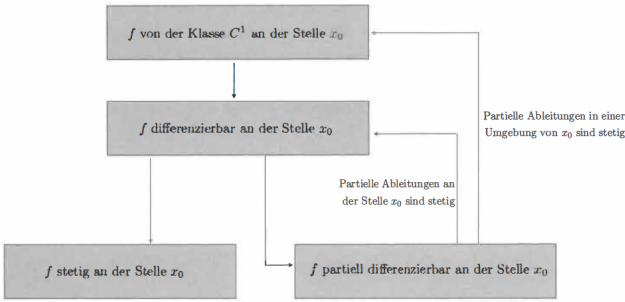 f von der Klasse C¹ an der Stelle x₀
Partielle Ableitungen in einer
Umgebung von x₀ sind stetig
f differenzierbar an der Stelle x₀
Partielle Ableitungen an
der Stelle x₀ sind stetig
f stetig an der Stelle x₀
f partiell differenzierbar an der Stelle x₀